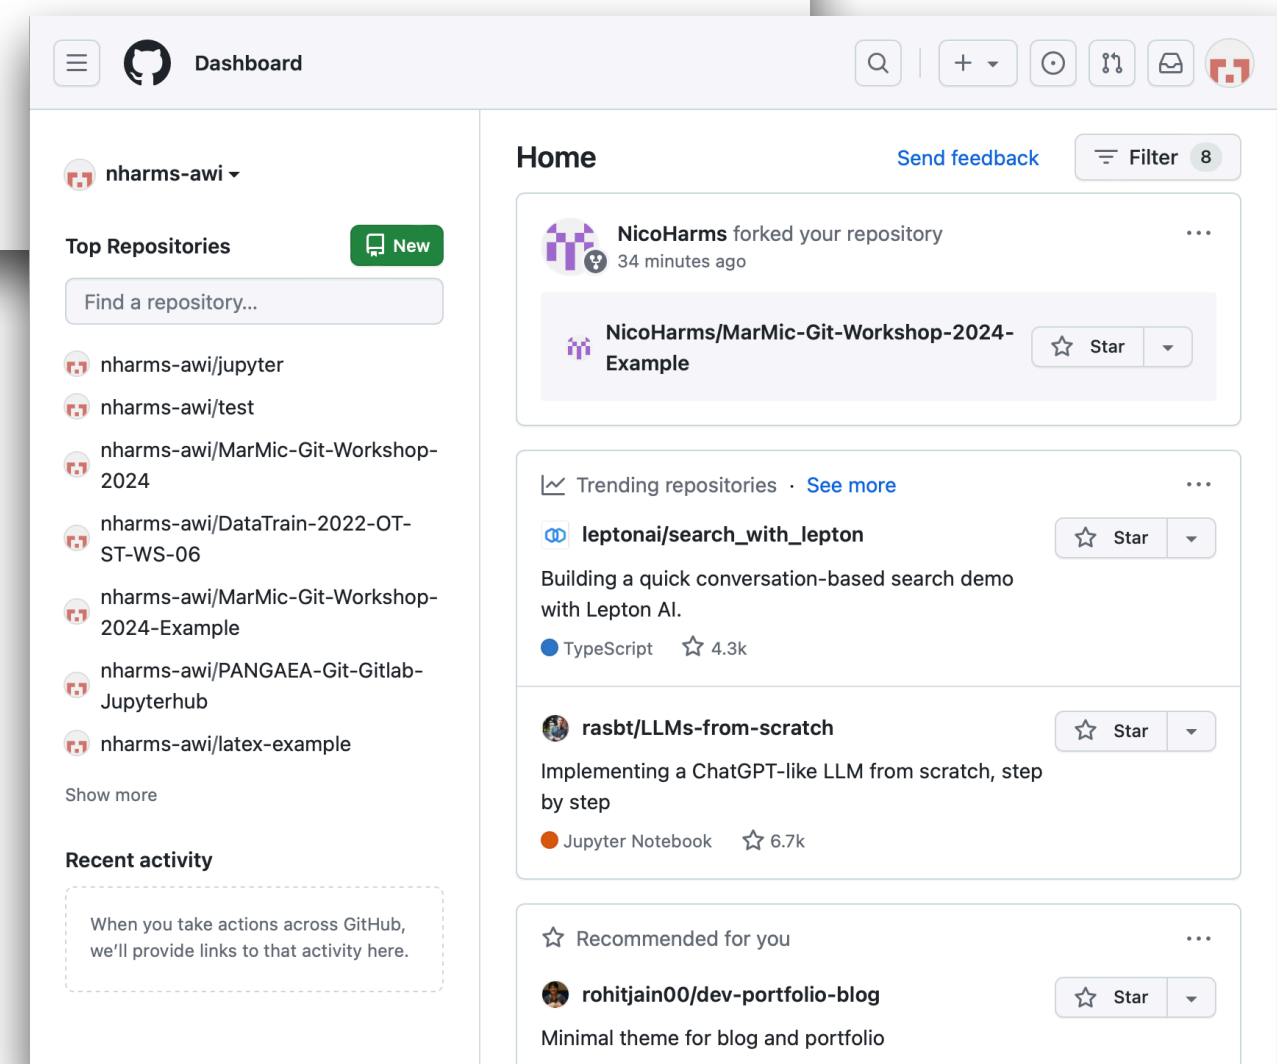 Dashboard
nharms-awi
Top Repositories
New
Find a repository...
nharms-awi/jupyter
nharms-awi/test
nharms-awi/MarMic-Git-Workshop-
2024
nharms-awi/DataTrain-2022-OT-
ST-WS-06
nharms-awi/MarMic-Git-Workshop-
2024-Example
nharms-awi/PANGAEA-Git-Gitlab-
Jupyterhub
nharms-awi/latex-example
Show more
Recent activity
When you take actions across GitHub,
we’ll provide links to that activity here.
Home
Send feedback
Filter 8
NicoHarms forked your repository
34 minutes ago
NicoHarms/MarMic-Git-Workshop-2024-
Example
Star
Trending repositories · See more
leptonai/search_with_lepton
Star
Building a quick conversation-based search demo
with Lepton AI.
TypeScript 4.3k
rasbt/LLMs-from-scratch
Star
Implementing a ChatGPT-like LLM from scratch, step
by step
Jupyter Notebook 6.7k
Recommended for you
rohitjain00/dev-portfolio-blog
Star
Minimal theme for blog and portfolio